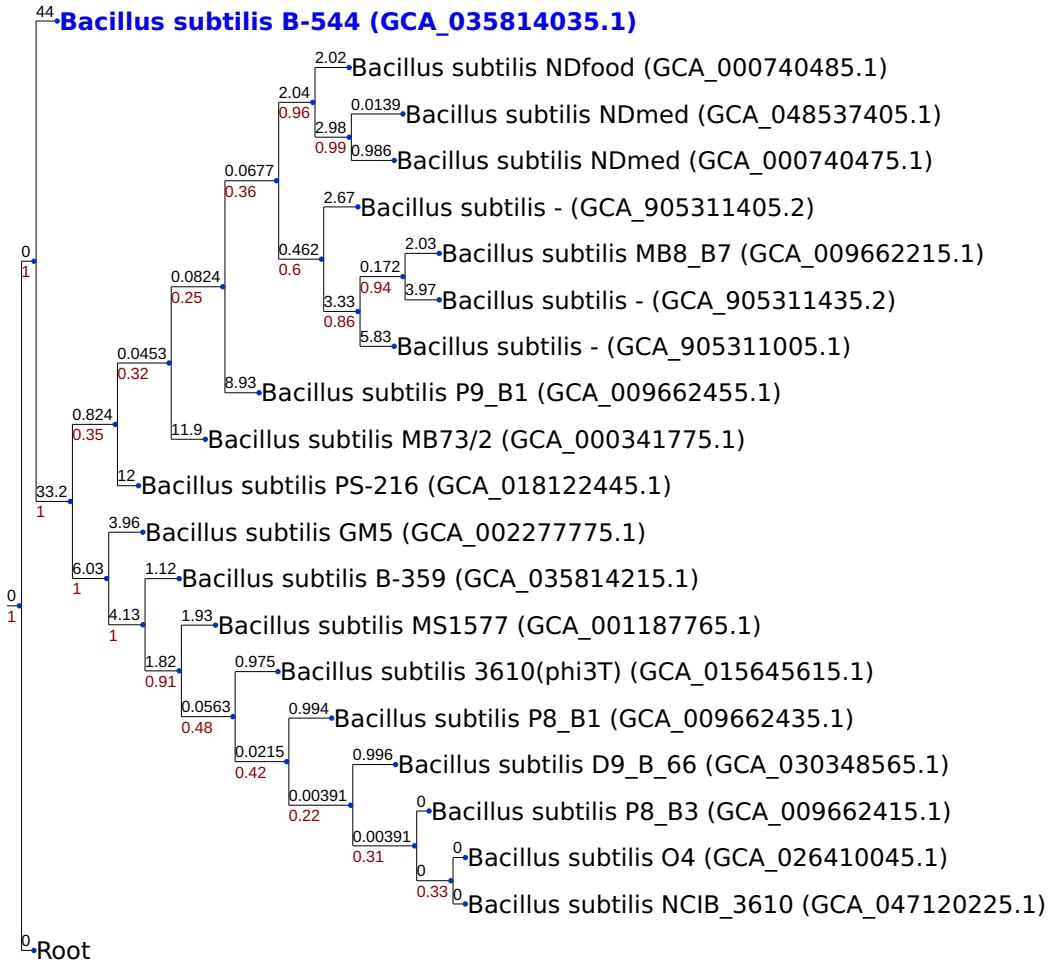 44
Bacillus subtilis B-544 (GCA_035814035.1)
2.02
Bacillus subtilis NDfood (GCA_000740485.1)
2.04
0.96
0.0139
Bacillus subtilis NDmed (GCA_048537405.1)
2.98
0.99
0.986
Bacillus subtilis NDmed (GCA_000740475.1)
0.0677
0.36
2.67
Bacillus subtilis - (GCA_905311405.2)
0.462
0.6
2.03
Bacillus subtilis MB8_B7 (GCA_009662215.1)
0
1
0.172
0.94
0.0824
0.25
3.97
Bacillus subtilis - (GCA_905311435.2)
3.33
0.86
5.83
Bacillus subtilis - (GCA_905311005.1)
0.0453
0.32
8.93
Bacillus subtilis P9_B1 (GCA_009662455.1)
0.824
0.35
11.9
Bacillus subtilis MB73/2 (GCA_000341775.1)
12
Bacillus subtilis PS-216 (GCA_018122445.1)
33.2
1
3.96
Bacillus subtilis GM5 (GCA_002277775.1)
6.03
1
1.12
Bacillus subtilis B-359 (GCA_035814215.1)
0
1
4.13
1
1.93
Bacillus subtilis MS1577 (GCA_001187765.1)
1.82
0.91
0.975
Bacillus subtilis 3610(phi3T) (GCA_015645615.1)
0.0563
0.48
0.994
Bacillus subtilis P8_B1 (GCA_009662435.1)
0.0215
0.42
0.996
Bacillus subtilis D9_B_66 (GCA_030348565.1)
0.00391
0.22
0
Bacillus subtilis P8_B3 (GCA_009662415.1)
0.00391
0.31
0
Bacillus subtilis O4 (GCA_026410045.1)
0
0.33
0
Bacillus subtilis NCIB_3610 (GCA_047120225.1)
0
Root